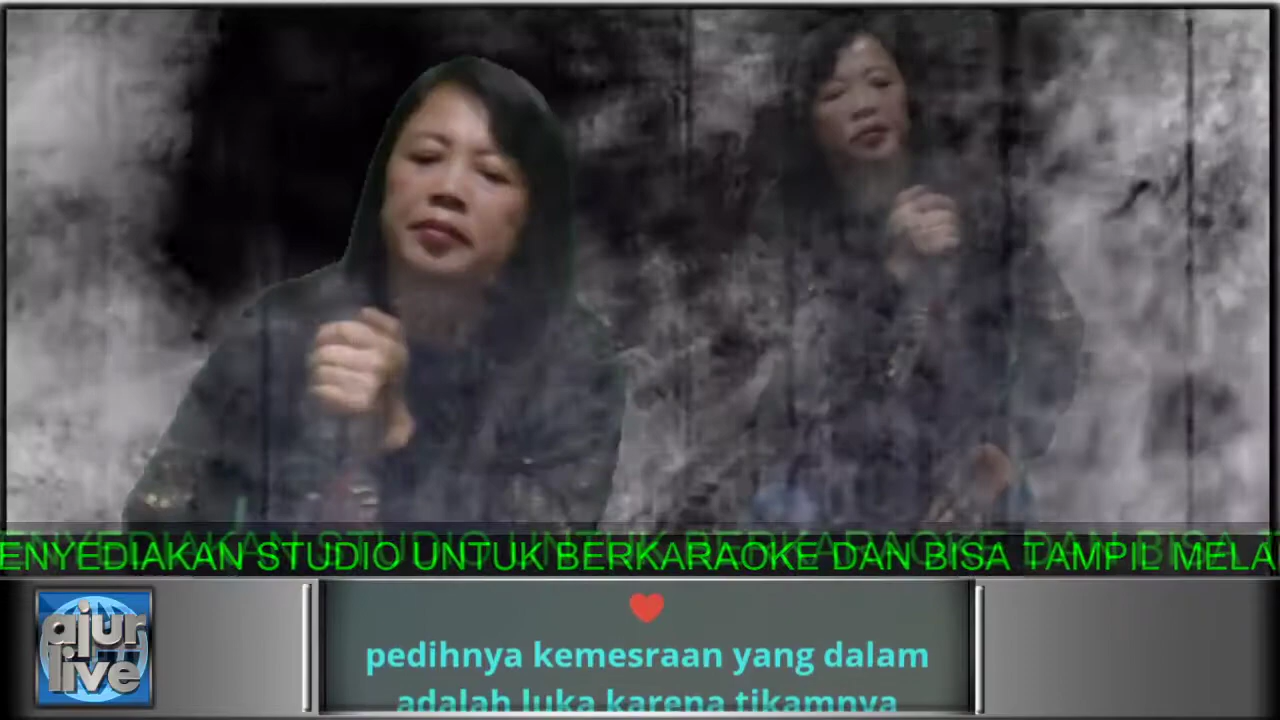 ENYEDIAKAN STUDIO UNTUK BERKARAOKE DAN BISA TAMPIL MELA
ajur
live
pedihnya kemesraan yang dalam
adalah luka karena tikamnya